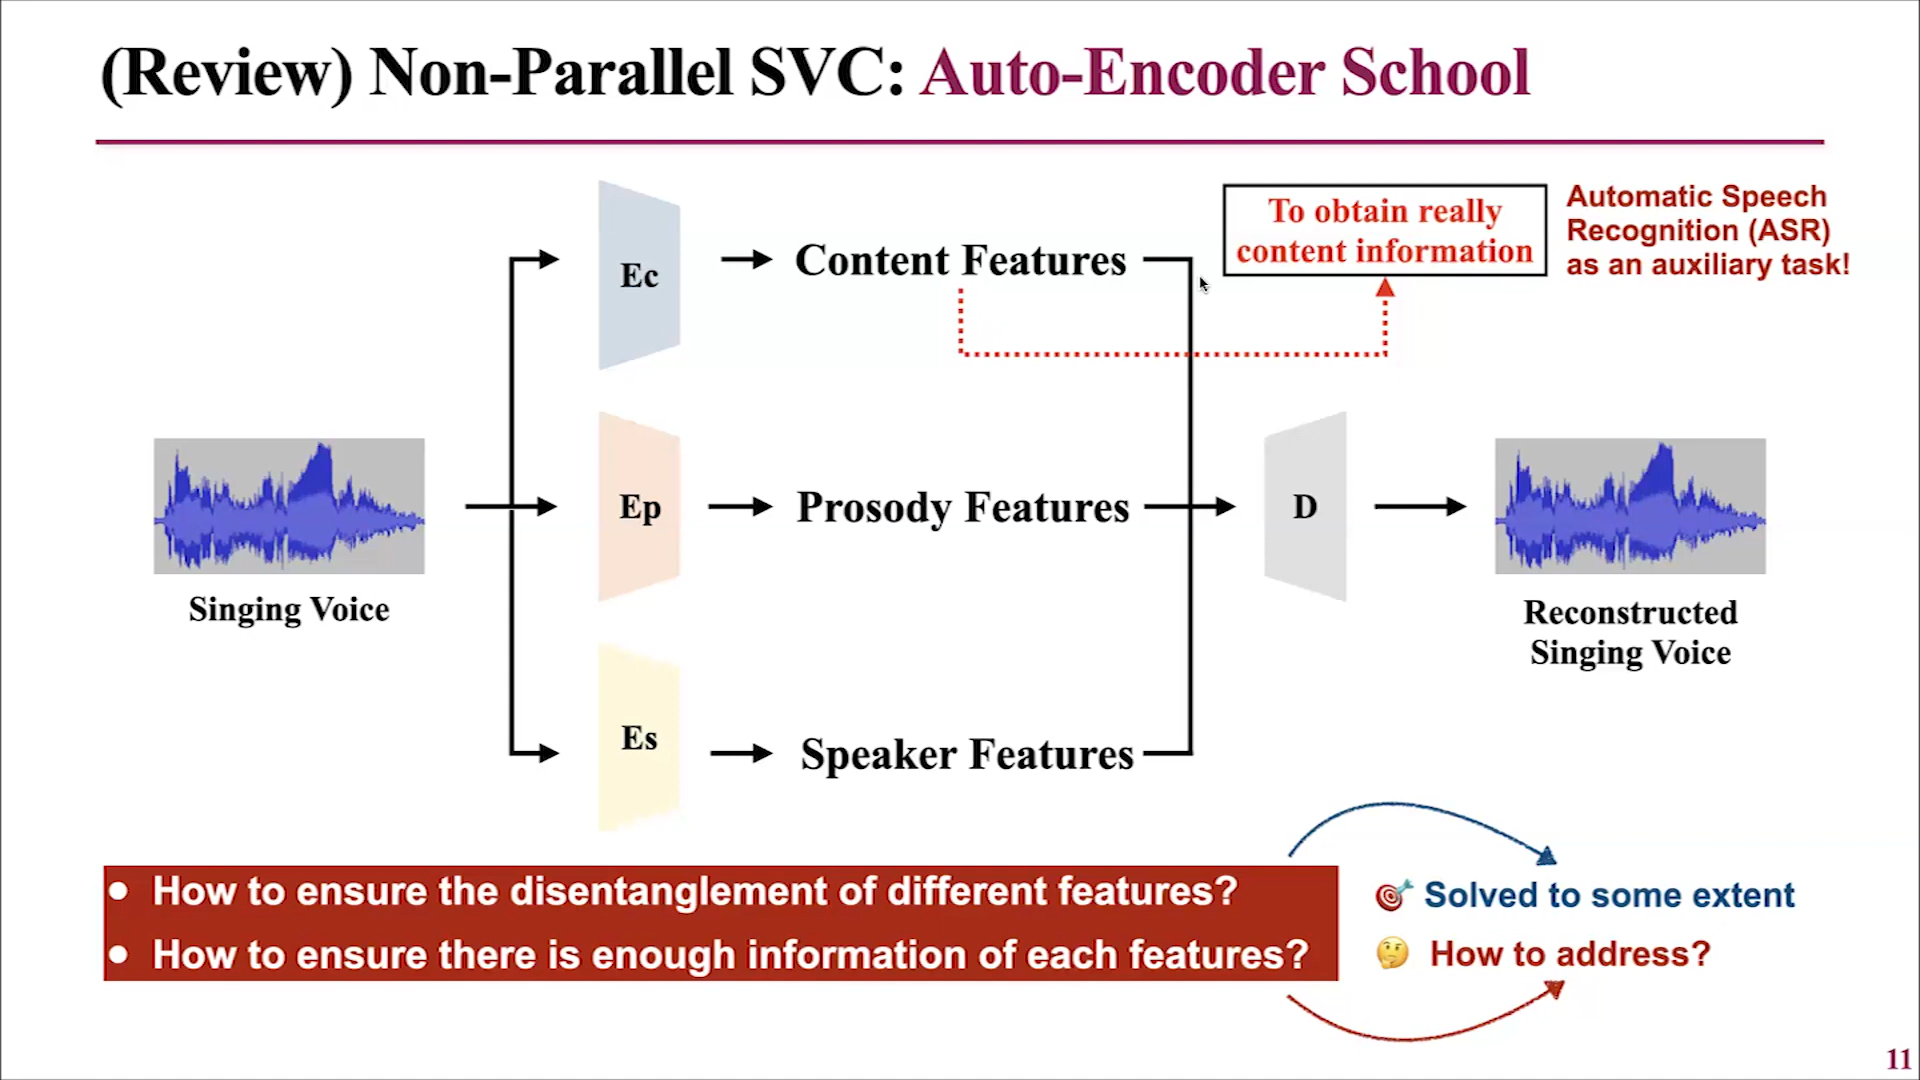 (Review) Non-Parallel SVC: Auto-Encoder School
Ec
Content Features
To obtain really
content information
Automatic Speech
Recognition (ASR)
as an auxiliary task!
Singing Voice
Ep
Prosody Features
D
Reconstructed
Singing Voice
Es
Speaker Features
• How to ensure the disentanglement of different features?
• How to ensure there is enough information of each features?
Solved to some extent
How to address?
11